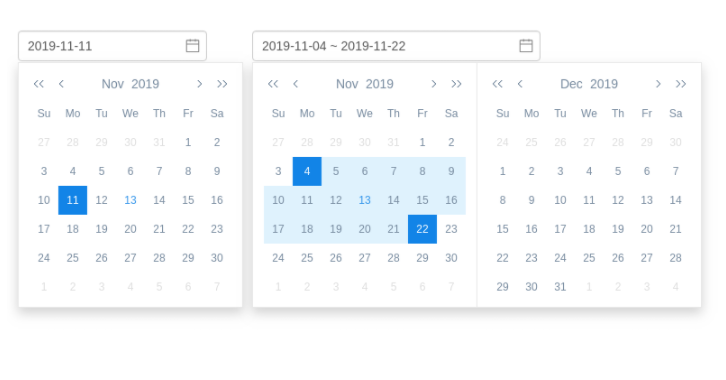 2019-11-11
2019-11-04 ~ 2019-11-22
Nov 2019
Su Mo Tu We Th Fr Sa
27 28 29 30 31 1 2
3 4 5 6 7 8 9
10 11 12 13 14 15 16
17 18 19 20 21 22 23
24 25 26 27 28 29 30
1 2 3 4 5 6 7
Nov 2019
Su Mo Tu We Th Fr Sa
27 28 29 30 31 1 2
3 4 5 6 7 8 9
10 11 12 13 14 15 16
17 18 19 20 21 22 23
24 25 26 27 28 29 30
1 2 3 4 5 6 7
Dec 2019
Su Mo Tu We Th Fr Sa
24 25 26 27 28 29 30
1 2 3 4 5 6 7
8 9 10 11 12 13 14
15 16 17 18 19 20 21
22 23 24 25 26 27 28
29 30 31 1 2 3 4